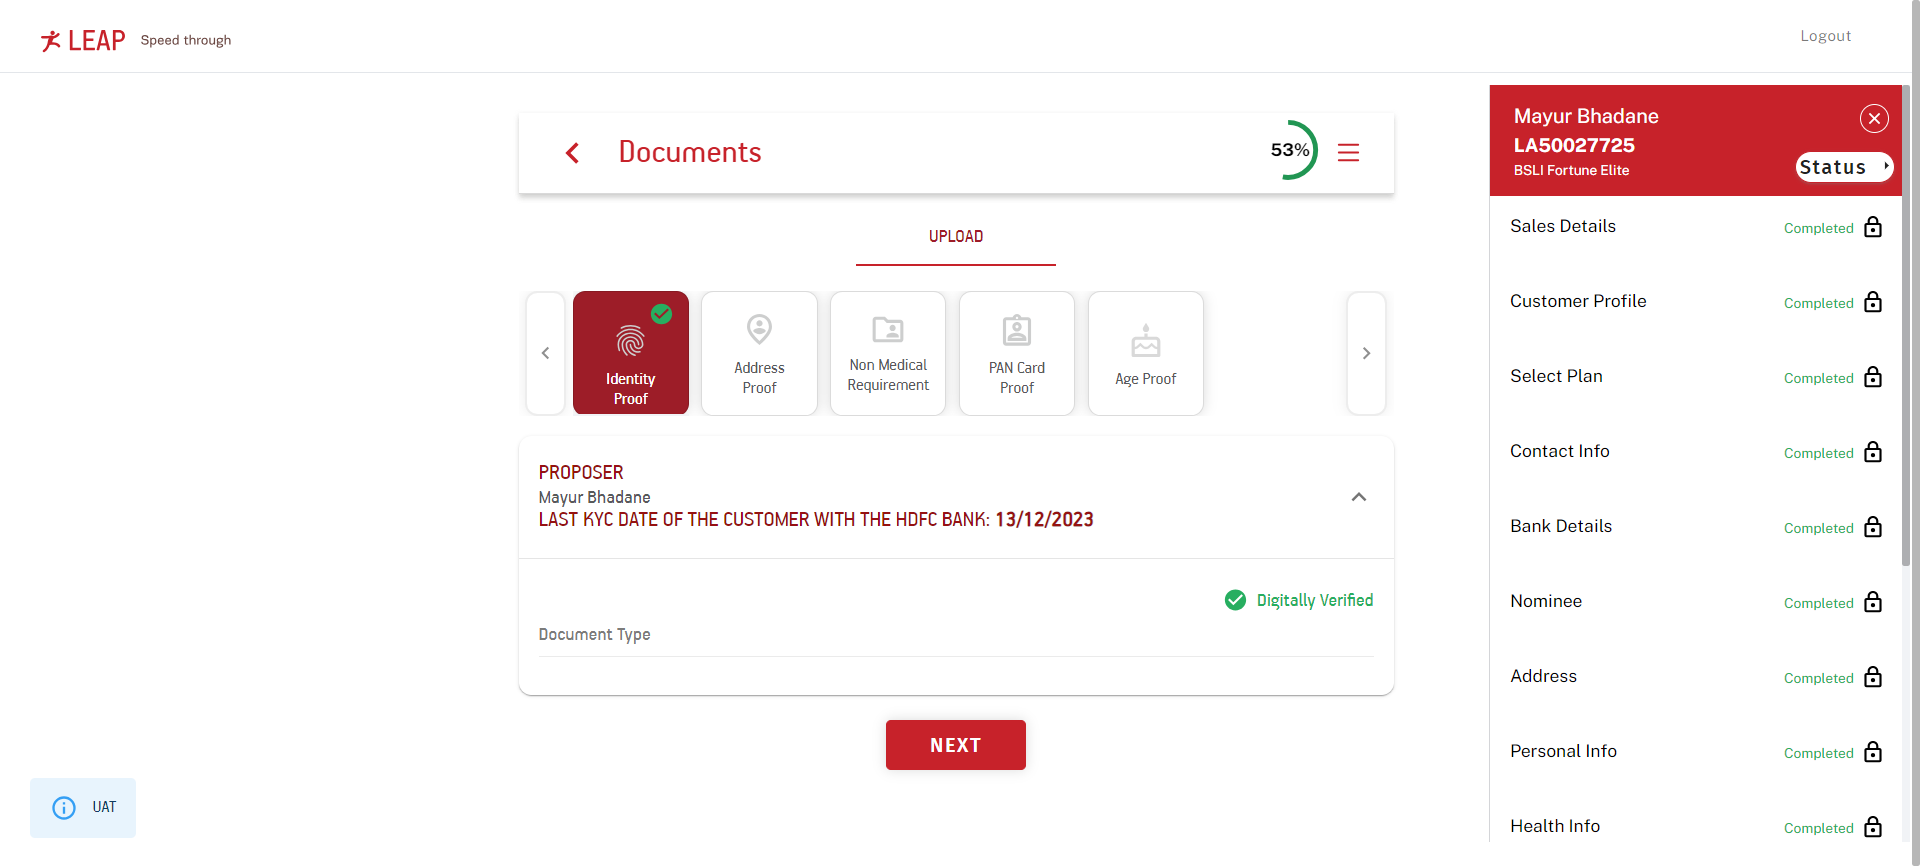 LEAP Speed through
Logout
Documents
53%
UPLOAD
Identity
Proof
Address
Proof
Non Medical
Requirement
PAN Card
Proof
Age Proof
PROPOSER
Mayur Bhadane
LAST KYC DATE OF THE CUSTOMER WITH THE HDFC BANK: 13/12/2023
Digitally Verified
Document Type
NEXT
UAT
Mayur Bhadane
LA50027725
BSLI Fortune Elite
Status
Sales Details Completed
Customer Profile Completed
Select Plan Completed
Contact Info Completed
Bank Details Completed
Nominee Completed
Address Completed
Personal Info Completed
Health Info Completed